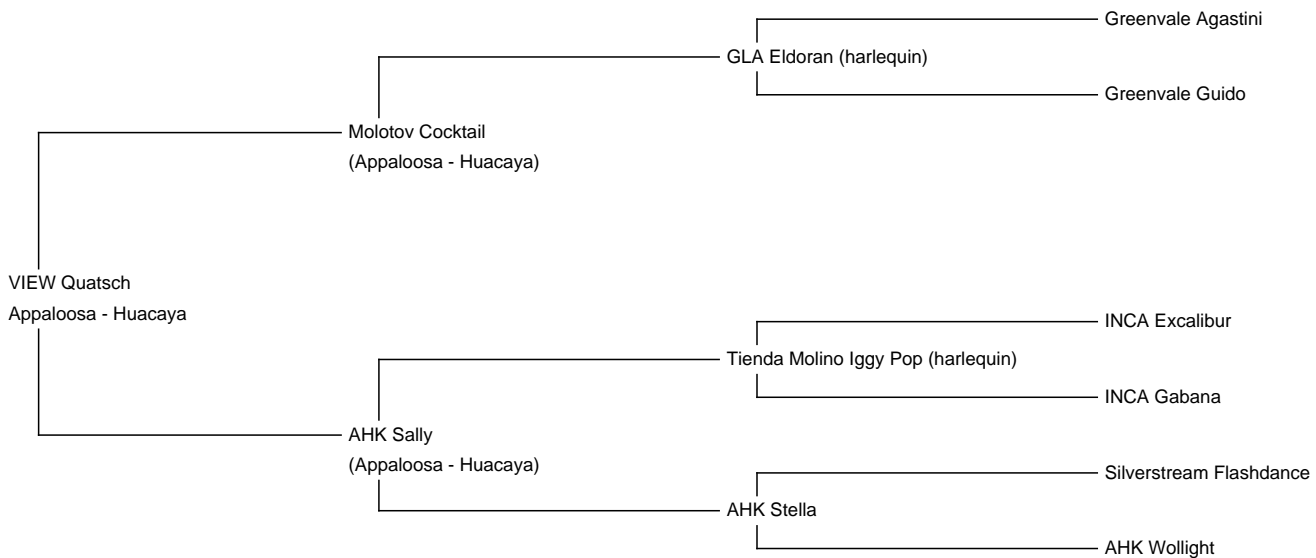 Greenvale Agastini
GLA Eldoran (harlequin)
Greenvale Guido
Molotov Cocktail
(Appaloosa - Huacaya)
VIEW Quatsch
Appaloosa - Huacaya
INCA Excalibur
Tienda Molino Iggy Pop (harlequin)
INCA Gabana
AHK Sally
(Appaloosa - Huacaya)
Silverstream Flashdance
AHK Stella
AHK Wollight